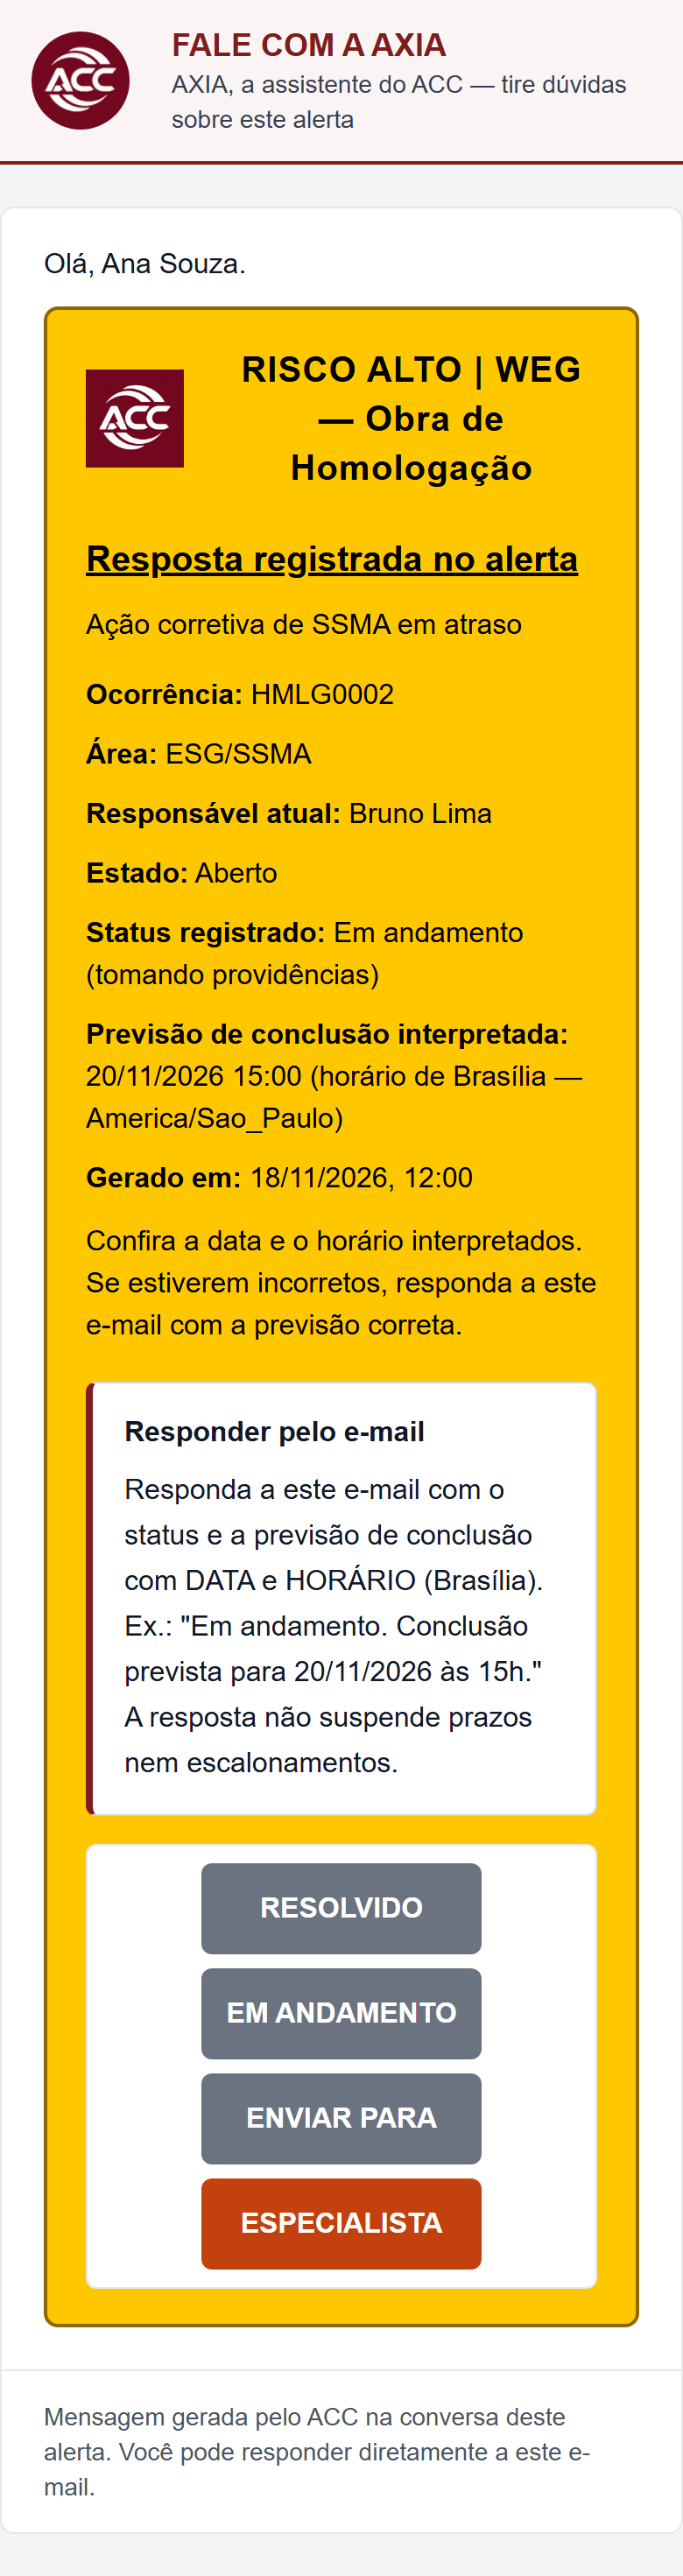 ACC
FALE COM A AXIA
AXIA, a assistente do ACC — tire dúvidas
sobre este alerta
Olá, Ana Souza.
ACC
RISCO ALTO | WEG
— Obra de
Homologação
Resposta registrada no alerta
Ação corretiva de SSMA em atraso
Ocorrência: HMLG0002
Área: ESG/SSMA
Responsável atual: Bruno Lima
Estado: Aberto
Status registrado: Em andamento
(tomando providências)
Previsão de conclusão interpretada:
20/11/2026 15:00 (horário de Brasília —
America/Sao_Paulo)
Gerado em: 18/11/2026, 12:00
Confira a data e o horário interpretados.
Se estiverem incorretos, responda a este
e-mail com a previsão correta.
Responder pelo e-mail
Responda a este e-mail com o
status e a previsão de conclusão
com DATA e HORÁRIO (Brasília).
Ex.: "Em andamento. Conclusão
prevista para 20/11/2026 às 15h."
A resposta não suspende prazos
nem escalonamentos.
RESOLVIDO
EM ANDAMENTO
ENVIAR PARA
ESPECIALISTA
Mensagem gerada pelo ACC na conversa deste
alerta. Você pode responder diretamente a este e-
mail.